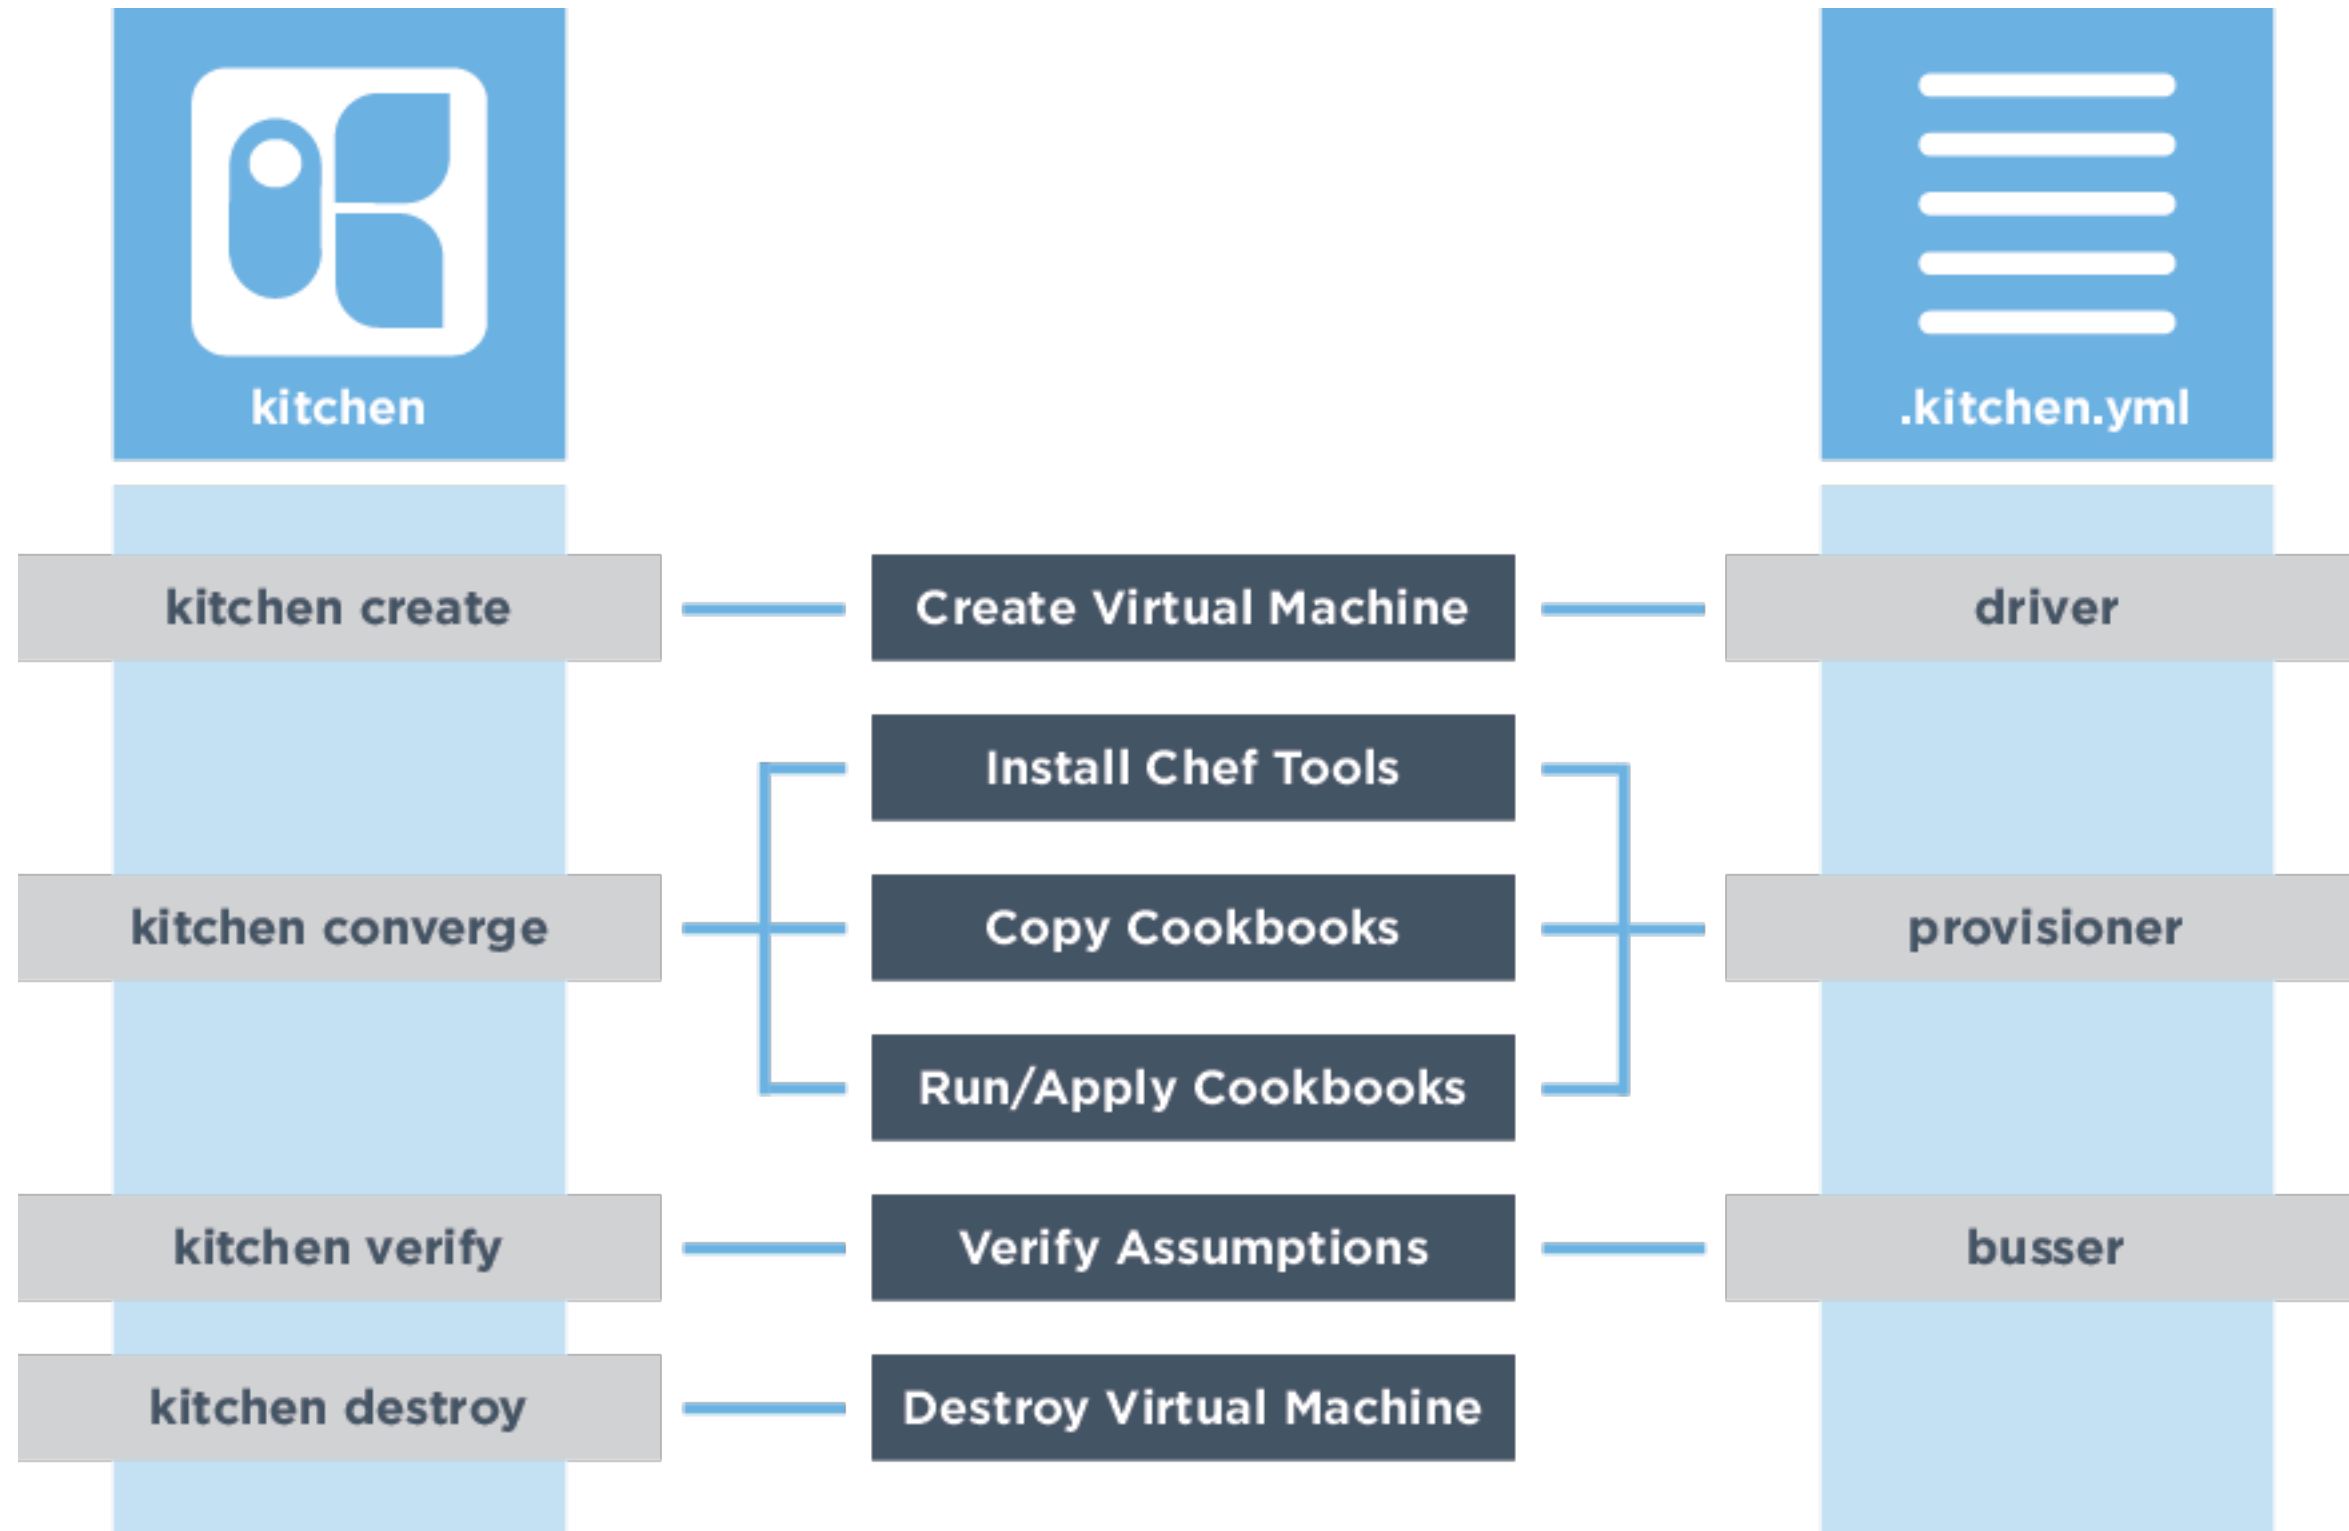 kitchen
.kitchen.yml
kitchen create
Create Virtual Machine
driver
Install Chef Tools
kitchen converge
Copy Cookbooks
provisioner
Run/Apply Cookbooks
kitchen verify
Verify Assumptions
busser
kitchen destroy
Destroy Virtual Machine